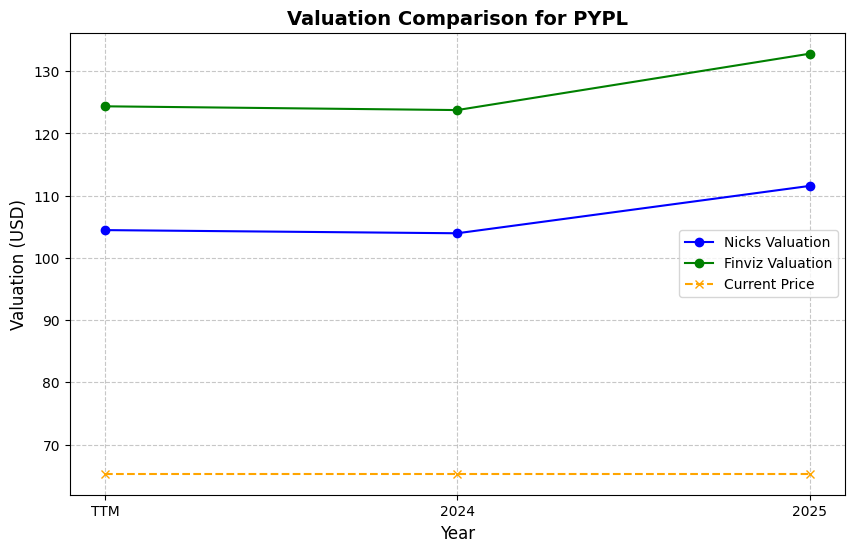 Valuation Comparison for PYPL
Valuation (USD)
130
120
110
100
90
80
70
Nicks Valuation
Finviz Valuation
Current Price
TTM
2024
2025
Year